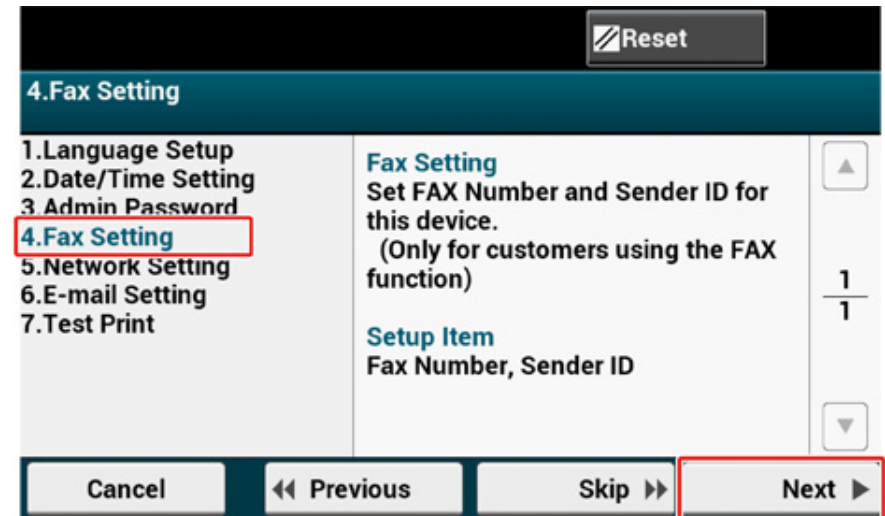 Reset
4.Fax Setting
1.Language Setup
2.Date/Time Setting
3.Admin Password
4.Fax Setting
5.Network Setting
6.E-mail Setting
7.Test Print
Fax Setting
Set FAX Number and Sender ID for
this device.
(Only for customers using the FAX
function)
Setup Item
Fax Number, Sender ID
1
1
Cancel
Previous
Skip
Next